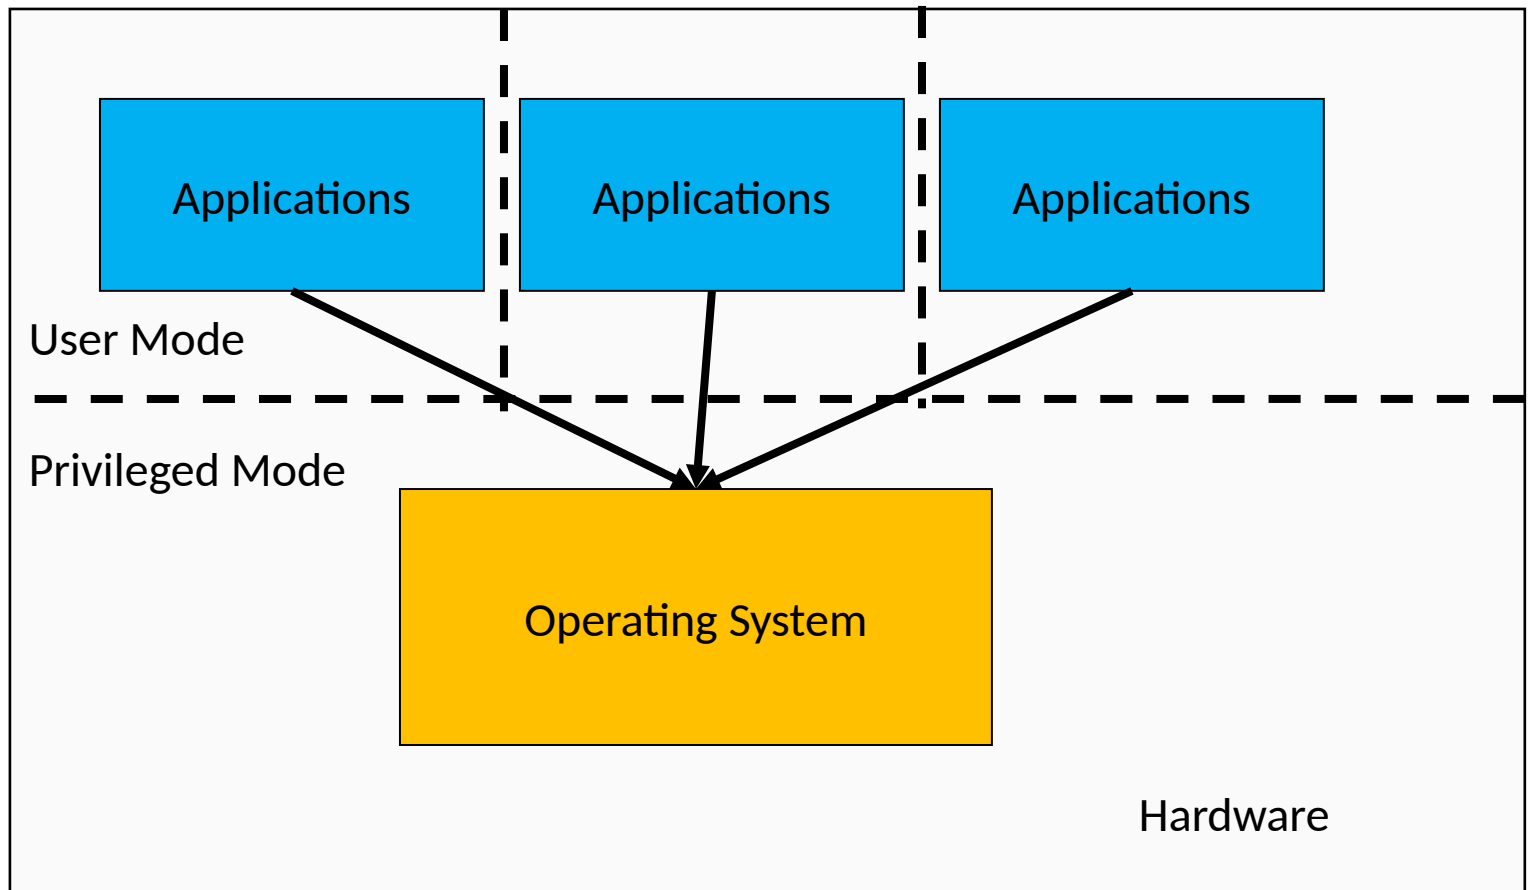 Applications
Applications
Applications
User Mode
Privileged Mode
Operating System
Hardware